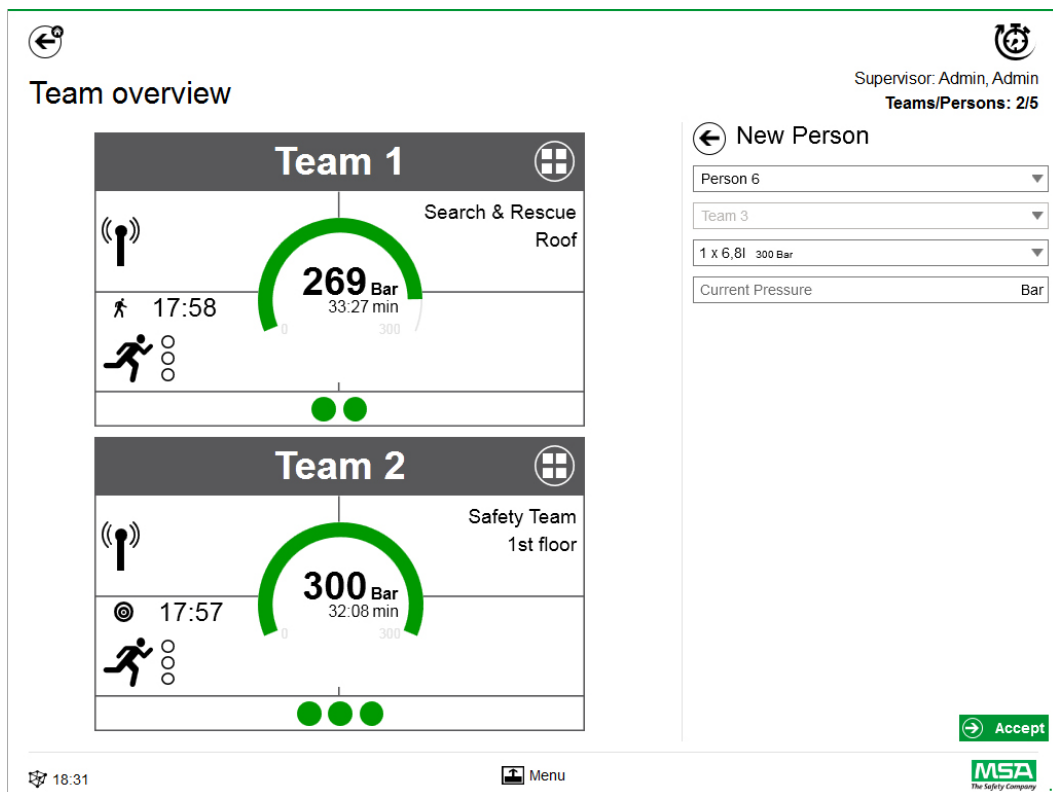 Team overview
Supervisor: Admin, Admin
Teams/Persons: 2/5
Team 1
Search & Rescue
Roof
269 Bar
33:27 min
0 300
17:58
Team 2
Safety Team
1st floor
300 Bar
32:08 min
0 300
17:57
New Person
Person 6
Team 3
1 x 6,8l 300 Bar
Current Pressure Bar
Accept
18:31
Menu
MSA
The Safety Company